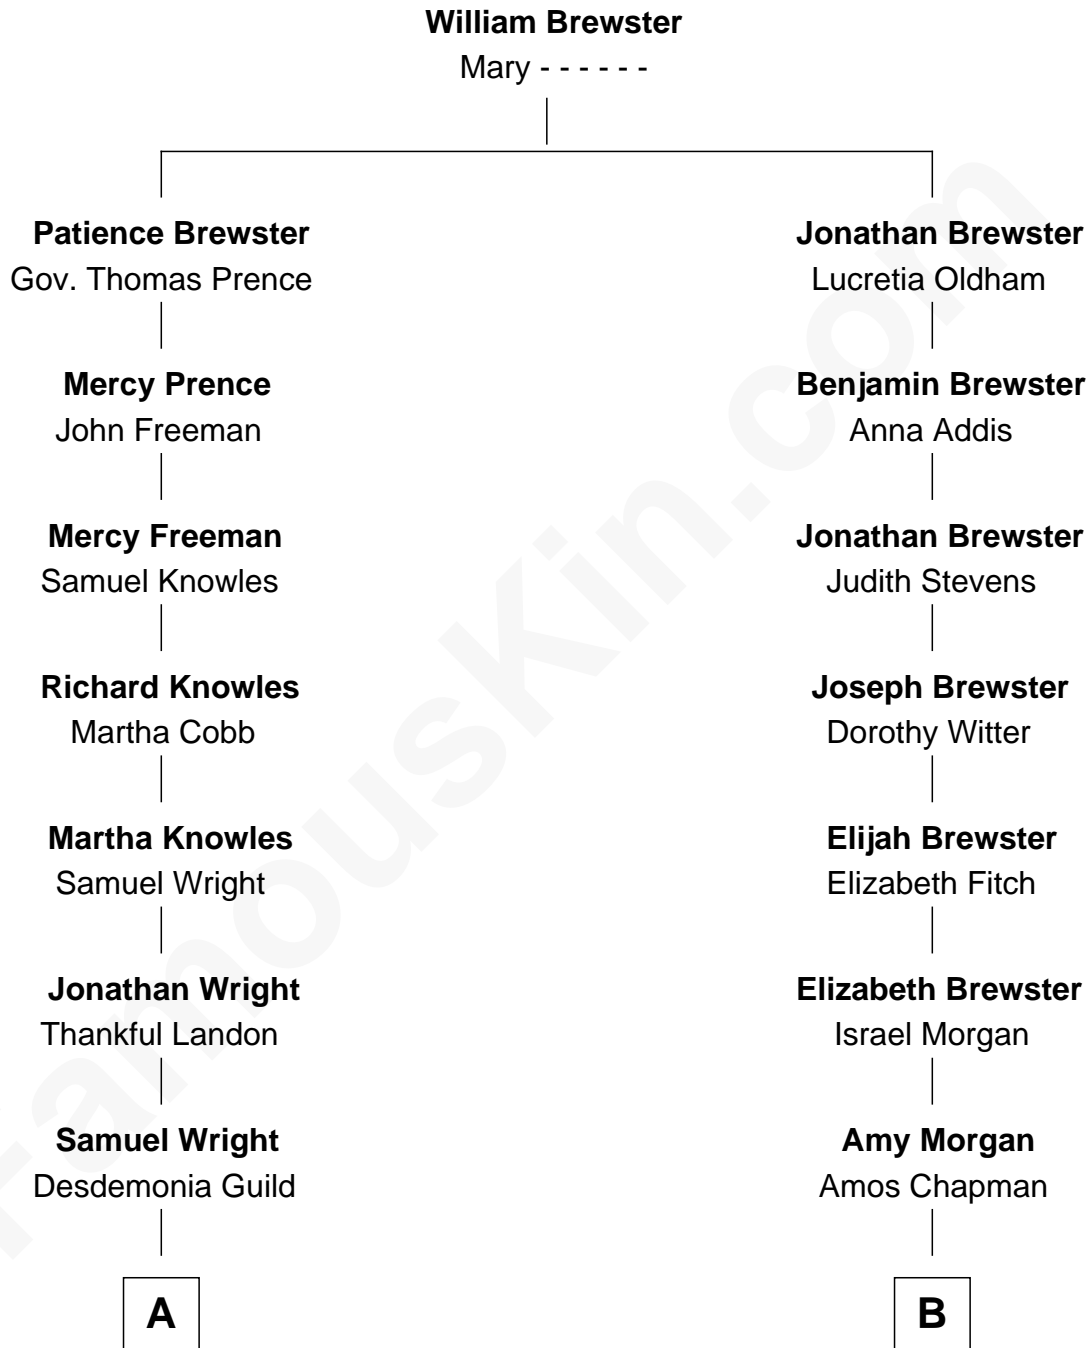 William Brewster
Mary - - - - - -
Patience Brewster
Gov. Thomas Prence
Jonathan Brewster
Lucretia Oldham
Mercy Prence
John Freeman
Benjamin Brewster
Anna Addis
Mercy Freeman
Samuel Knowles
Jonathan Brewster
Judith Stevens
Richard Knowles
Martha Cobb
Joseph Brewster
Dorothy Witter
Martha Knowles
Samuel Wright
Elijah Brewster
Elizabeth Fitch
Jonathan Wright
Thankful Landon
Elizabeth Brewster
Israel Morgan
Samuel Wright
Desdemonia Guild
Amy Morgan
Amos Chapman
A
B
FamousKin.com